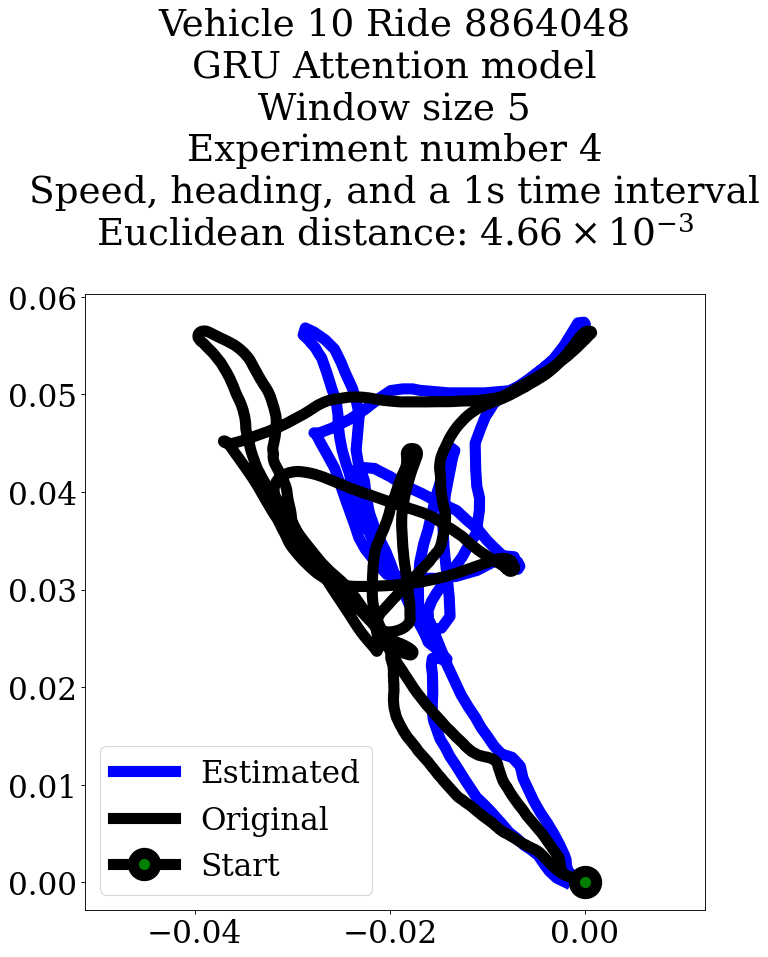 Vehicle 10 Ride 8864048
GRU Attention model
Window size 5
Experiment number 4
Speed, heading, and a 1s time interval
Euclidean distance: 4.66 × 10⁻³
0.06
0.05
0.04
0.03
0.02
0.01
0.00
Estimated
Original
Start
−0.04
−0.02
0.00